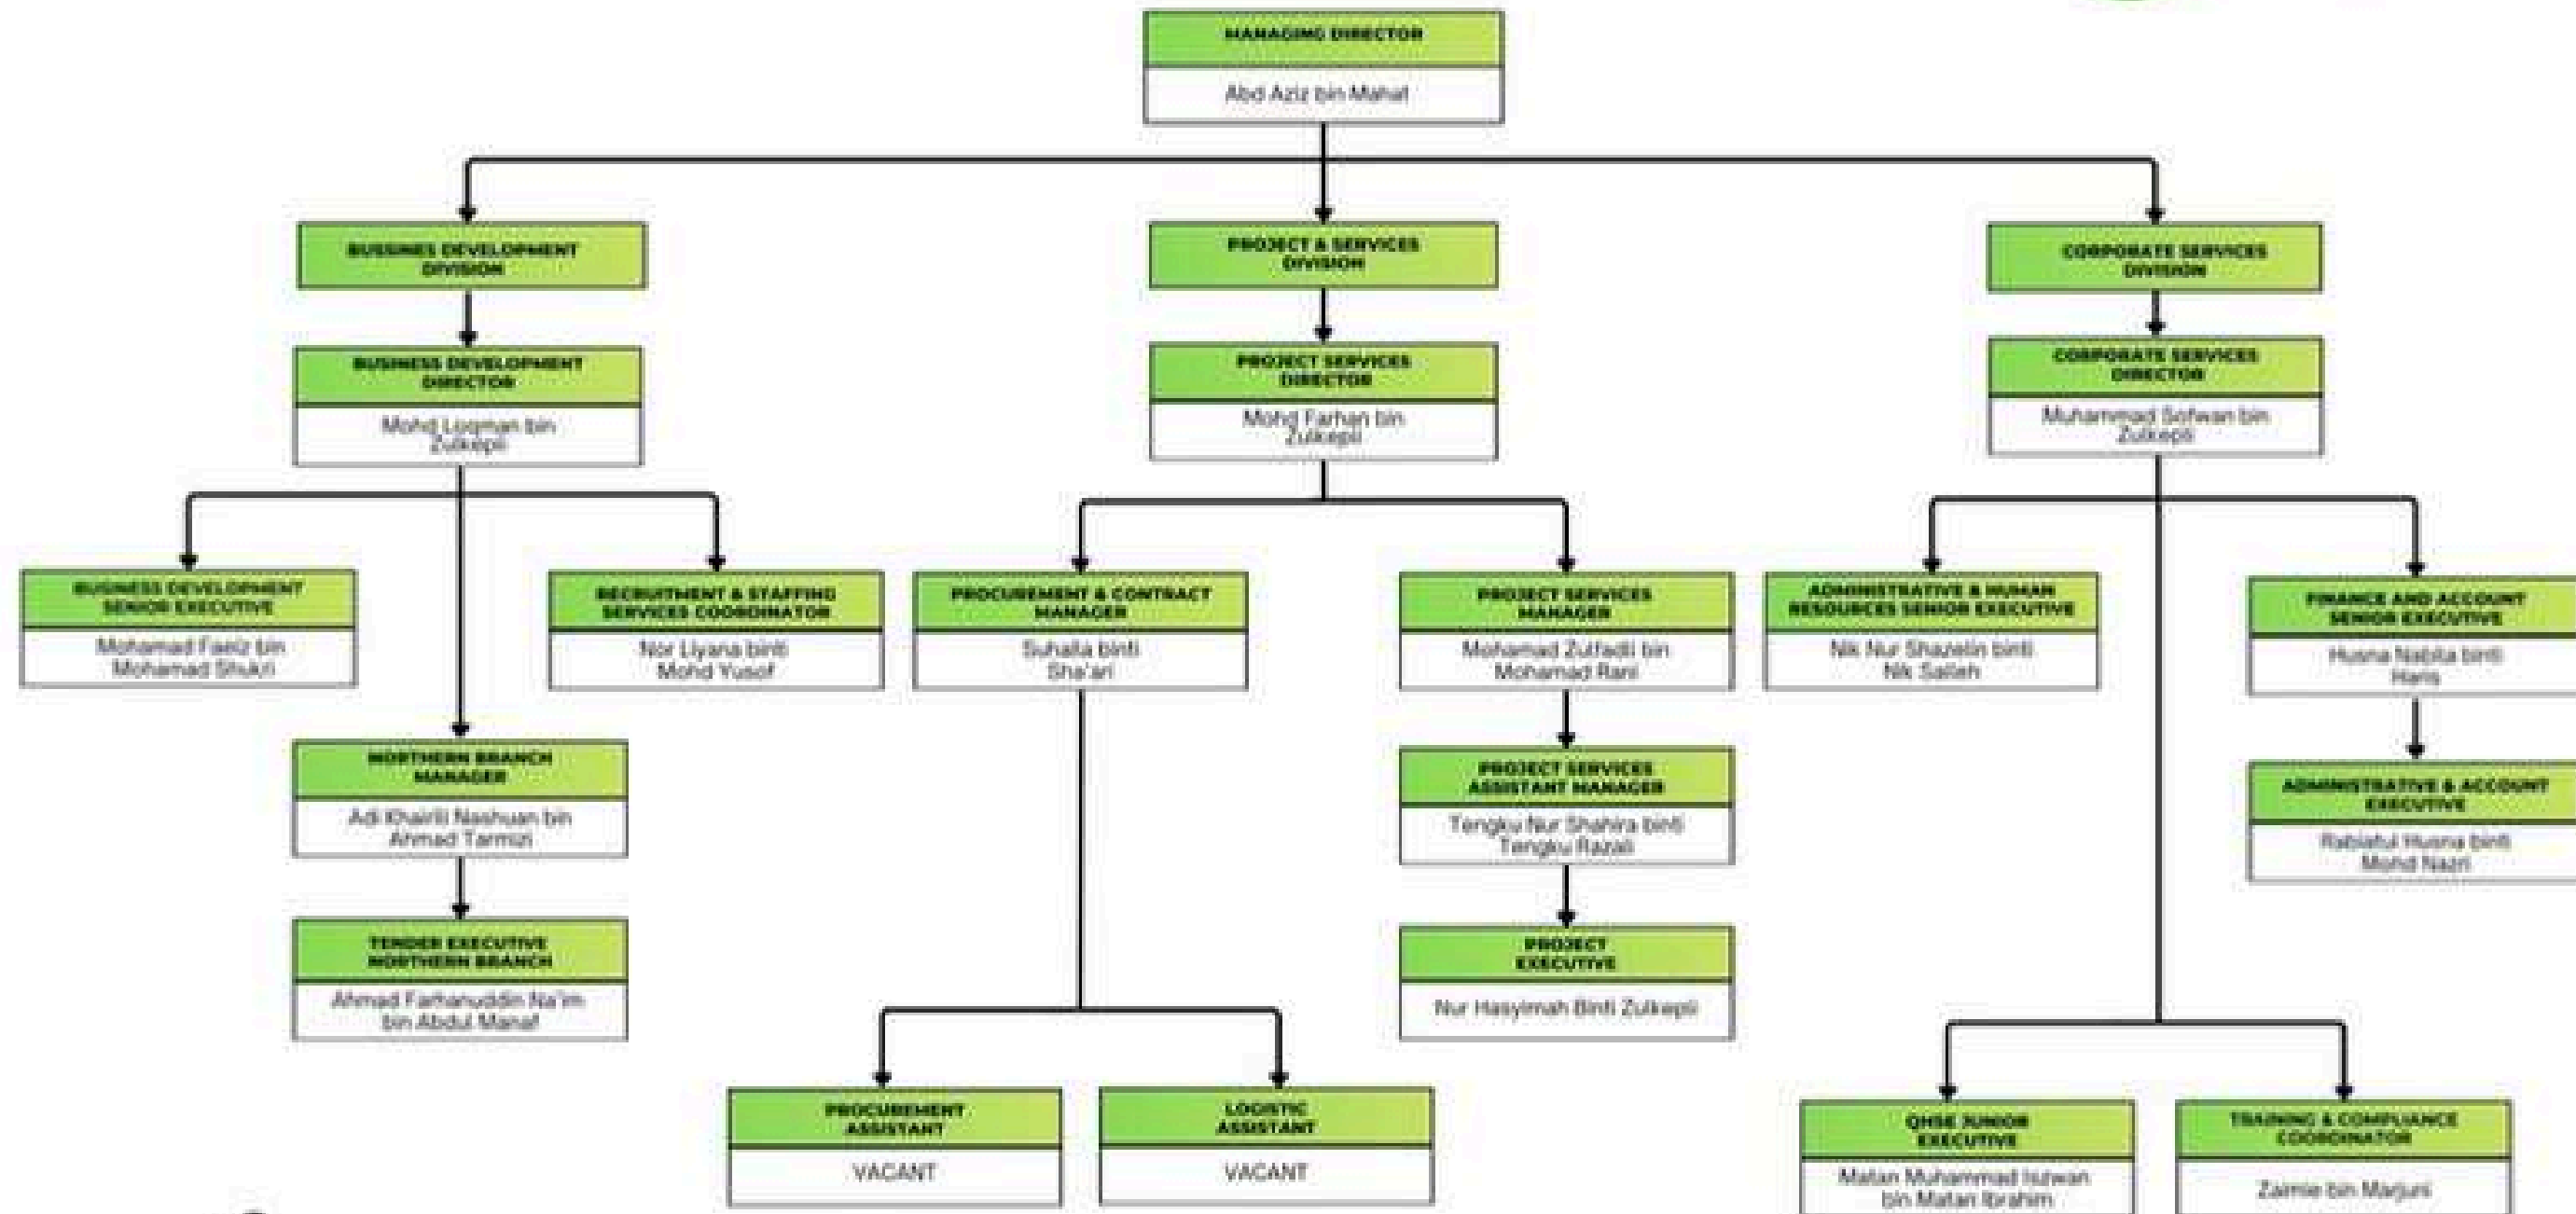 MANAGING DIRECTOR
Abd Aziz bin Mahat
BUSSINES DEVELOPMENT
DIVISION
PROJECT & SERVICES
DIVISION
CORPORATE SERVICES
DIVISION
BUSINESS DEVELOPMENT
DIRECTOR
Mohd Luqman bin
Zulkepli
PROJECT SERVICES
DIRECTOR
Mohd Farhan bin
Zulkepli
CORPORATE SERVICES
DIRECTOR
Muhammad Sofwan bin
Zulkepli
BUSINESS DEVELOPMENT
SENIOR EXECUTIVE
Mohamad Faeiz bin
Mohamad Shukri
RECRUITMENT & STAFFING
SERVICES COORDINATOR
Nor Liyana binti
Mohd Yusof
PROCUREMENT & CONTRACT
MANAGER
Suhaila binti
Sha'ari
PROJECT SERVICES
MANAGER
Mohamad Zulfadli bin
Mohamad Rani
ADMINISTRATIVE & HUMAN
RESOURCES SENIOR EXECUTIVE
Nik Nur Shazelin binti
Nik Salleh
FINANCE AND ACCOUNT
SENIOR EXECUTIVE
Husna Nabila binti
Haris
NORTHERN BRANCH
MANAGER
Adi Khairili Nashuan bin
Ahmad Tarmizi
PROJECT SERVICES
ASSISTANT MANAGER
Tengku Nur Shahira binti
Tengku Razali
ADMINISTRATIVE & ACCOUNT
EXECUTIVE
Rabiatul Husna binti
Mohd Nazri
TENDER EXECUTIVE
NORTHERN BRANCH
Ahmad Farhanuddin Na'im
bin Abdul Manaf
PROJECT
EXECUTIVE
Nur Hasyimah Binti Zulkepli
PROCUREMENT
ASSISTANT
VACANT
LOGISTIC
ASSISTANT
VACANT
QHSE JUNIOR
EXECUTIVE
Matan Muhammad Isulwan
bin Matan Ibrahim
TRAINING & COMPLIANCE
COORDINATOR
Zaimie bin Marjuni